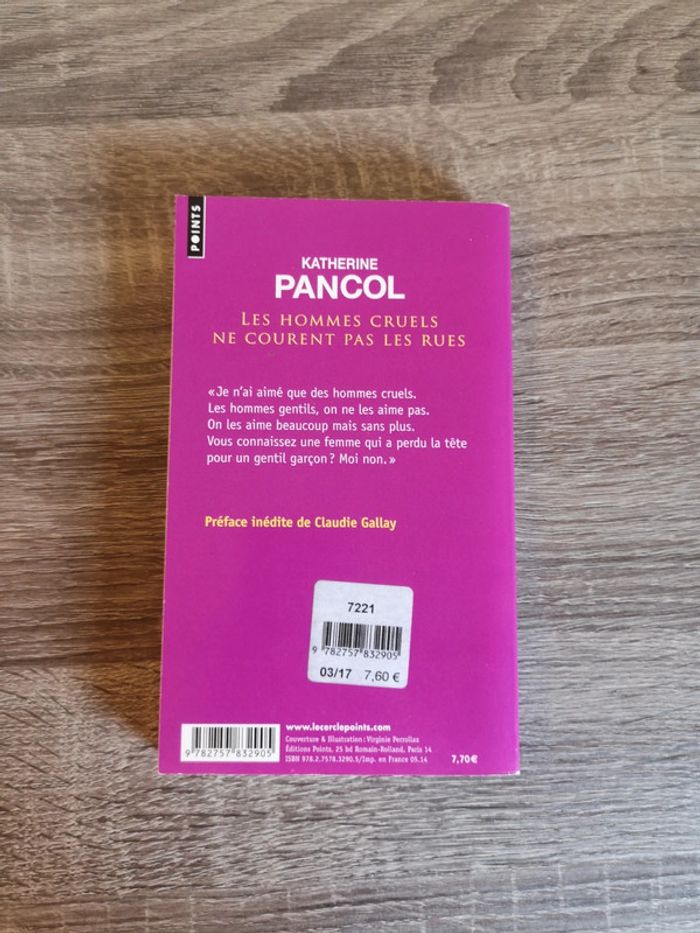 POINTS
KATHERINE
PANCOL
LES HOMMES CRUELS
NE COURENT PAS LES RUES
« Je n'ai aimé que des hommes cruels.
Les hommes gentils, on ne les aime pas.
On les aime beaucoup mais sans plus.
Vous connaissez une femme qui a perdu la tête
pour un gentil garçon ? Moi non. »
Préface inédite de Claudie Gallay
7221
9 782757 832905
03/17 7,60 €
9 782757 832905
www.lecerclepoints.com
Couverture & Illustration : Virginie Perrollaz
Éditions Points, 25 bd Romain-Rolland, Paris 14
ISBN 978.2.7578.3290.5/Imp. en France 05.14
7,70€